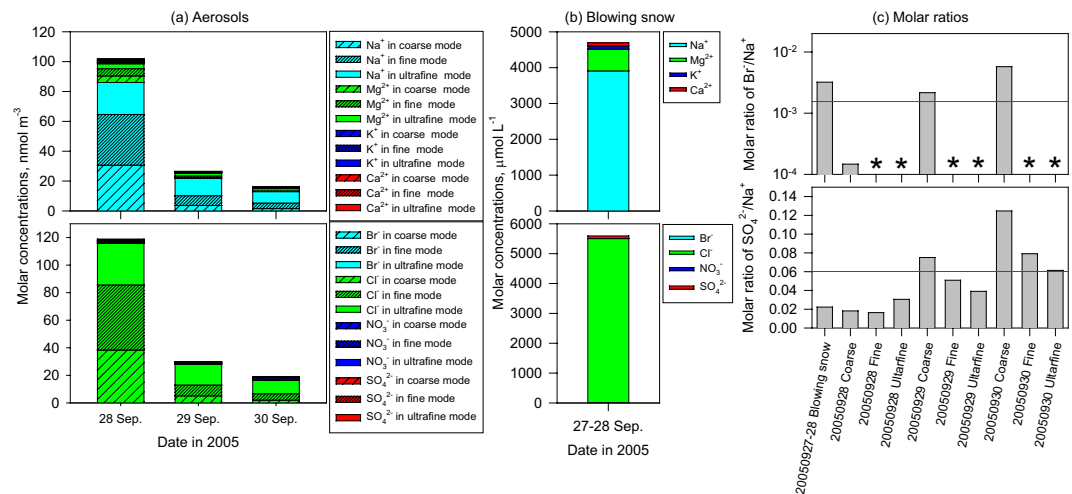 (a) Aerosols
Molar concentrations, nmol m⁻³
120
100
80
60
40
20
0
Na⁺ in coarse mode
Na⁺ in fine mode
Na⁺ in ultrafine mode
Mg²⁺ in coarse mode
Mg²⁺ in fine mode
Mg²⁺ in ultrafine mode
K⁺ in coarse mode
K⁺ in fine mode
K⁺ in ultrafine mode
Ca²⁺ in coarse mode
Ca²⁺ in fine mode
Ca²⁺ in ultrafine mode
120
100
80
60
40
20
0
Br⁻ in coarse mode
Br⁻ in fine mode
Br⁻ in ultrafine mode
Cl⁻ in coarse mode
Cl⁻ in fine mode
Cl⁻ in ultrafine mode
NO₃⁻ in coarse mode
NO₃⁻ in fine mode
NO₃⁻ in ultrafine mode
SO₄²⁻ in coarse mode
SO₄²⁻ in fine mode
SO₄²⁻ in ultrafine mode
28 Sep. 29 Sep. 30 Sep.
Date in 2005
(b) Blowing snow
Molar concentrations, μmol L⁻¹
5000
4000
3000
2000
1000
0
Na⁺
Mg²⁺
K⁺
Ca²⁺
6000
5000
4000
3000
2000
1000
0
Br⁻
Cl⁻
NO₃⁻
SO₄²⁻
27-28 Sep.
Date in 2005
(c) Molar ratios
Molar ratio of Br⁻/Na⁺
10⁻²
10⁻³
10⁻⁴
* * * * * *
Molar ratio of SO₄²⁻/Na⁺
0.14
0.12
0.10
0.08
0.06
0.04
0.02
0.00
20050927-28 Blowing snow
20050928 Coarse
20050928 Fine
20050928 Ultarfine
20050929 Coarse
20050929 Fine
20050929 Ultarfine
20050930 Coarse
20050930 Fine
20050930 Ultarfine